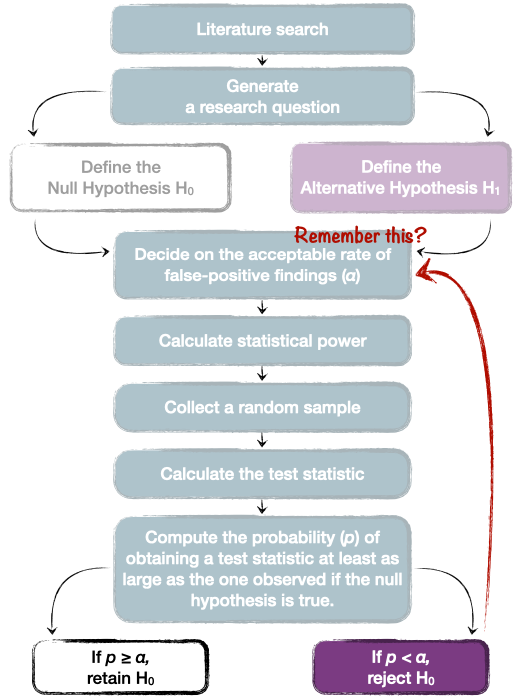 Literature search
Generate
a research question
Define the
Null Hypothesis H₀
Define the
Alternative Hypothesis H₁
Remember this?
Decide on the acceptable rate of
false-positive findings (α)
Calculate statistical power
Collect a random sample
Calculate the test statistic
Compute the probability (p) of
obtaining a test statistic at least as
large as the one observed if the null
hypothesis is true.
If p ≥ α,
retain H₀
If p < α,
reject H₀